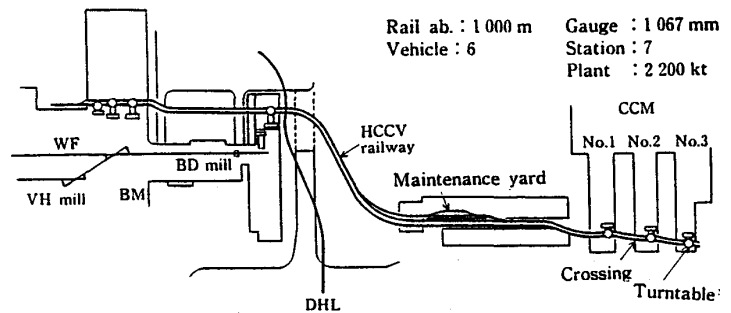 Rail ab. : 1 000 m
Vehicle : 6
Gauge : 1 067 mm
Station : 7
Plant : 2 200 kt
CCM
No.1 No.2 No.3
HCCV
railway
WF
BD mill
VH mill
BM
Maintenance yard
Crossing
Turntable
DHL